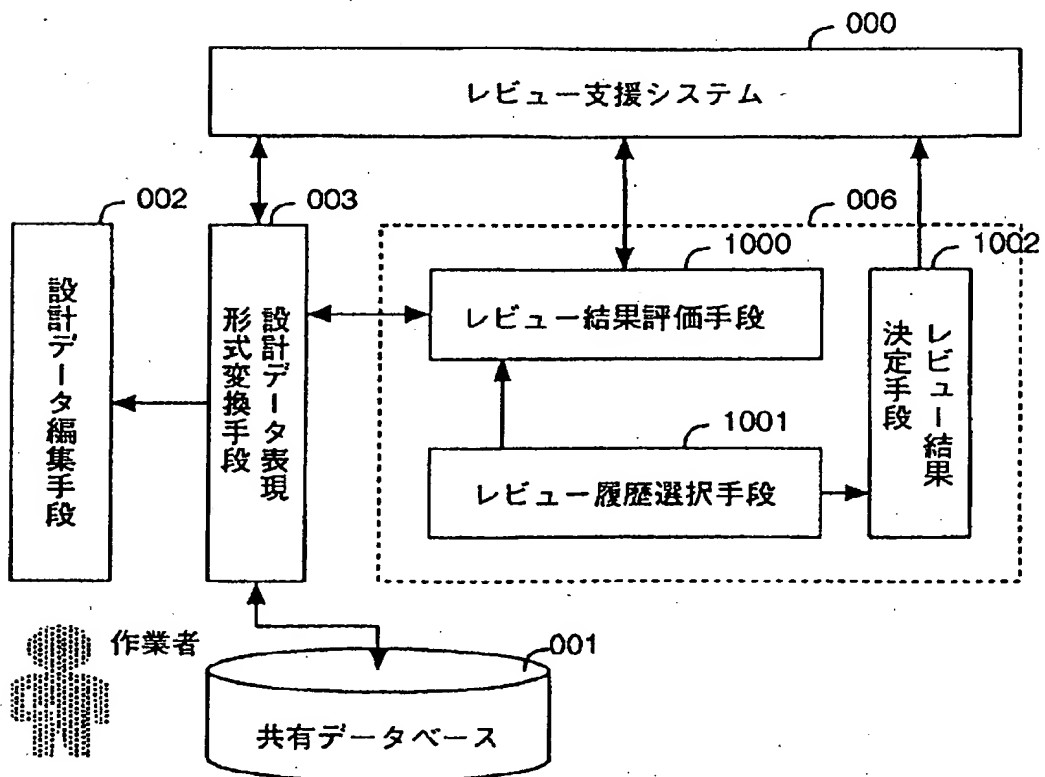 000
レビュー支援システム
002
003
006
1000
1002
設計データ編集手段
設計データ表現
形式変換手段
レビュー結果評価手段
レビュー結果
決定手段
1001
レビュー履歴選択手段
作業者
001
共有データベース